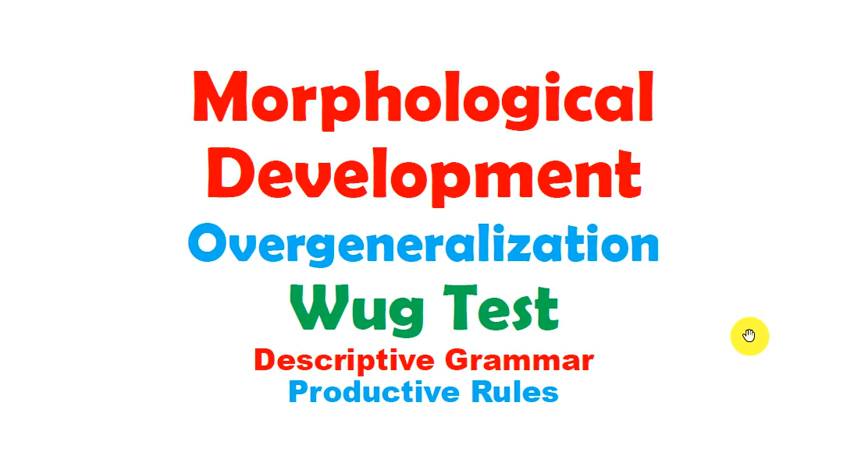 Morphological
Development
Overgeneralization
Wug Test
Descriptive Grammar
Productive Rules